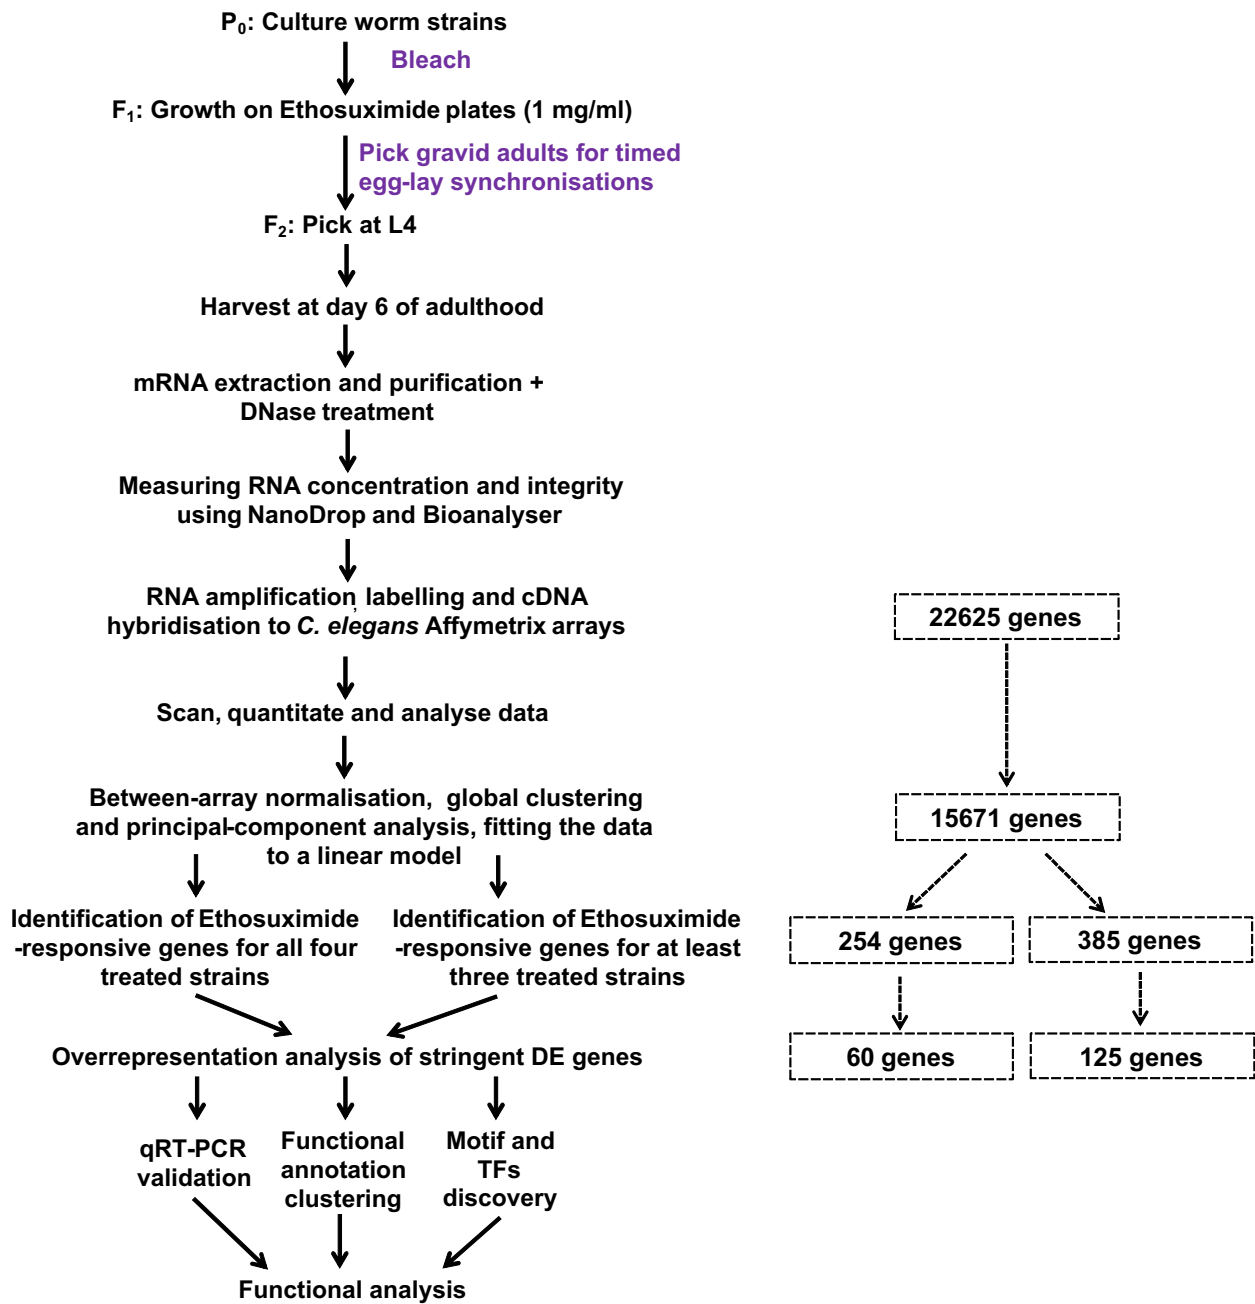 P₀: Culture worm strains
Bleach
F₁: Growth on Ethosuximide plates (1 mg/ml)
Pick gravid adults for timed
egg-lay synchronisations
F₂: Pick at L4
Harvest at day 6 of adulthood
mRNA extraction and purification +
DNase treatment
Measuring RNA concentration and integrity
using NanoDrop and Bioanalyser
RNA amplification, labelling and cDNA
hybridisation to C. elegans Affymetrix arrays
22625 genes
Scan, quantitate and analyse data
Between-array normalisation, global clustering
and principal-component analysis, fitting the data
to a linear model
15671 genes
Identification of Ethosuximide
-responsive genes for all four
treated strains
Identification of Ethosuximide
-responsive genes for at least
three treated strains
254 genes
385 genes
Overrepresentation analysis of stringent DE genes
60 genes
125 genes
qRT-PCR
validation
Functional
annotation
clustering
Motif and
TFs
discovery
Functional analysis